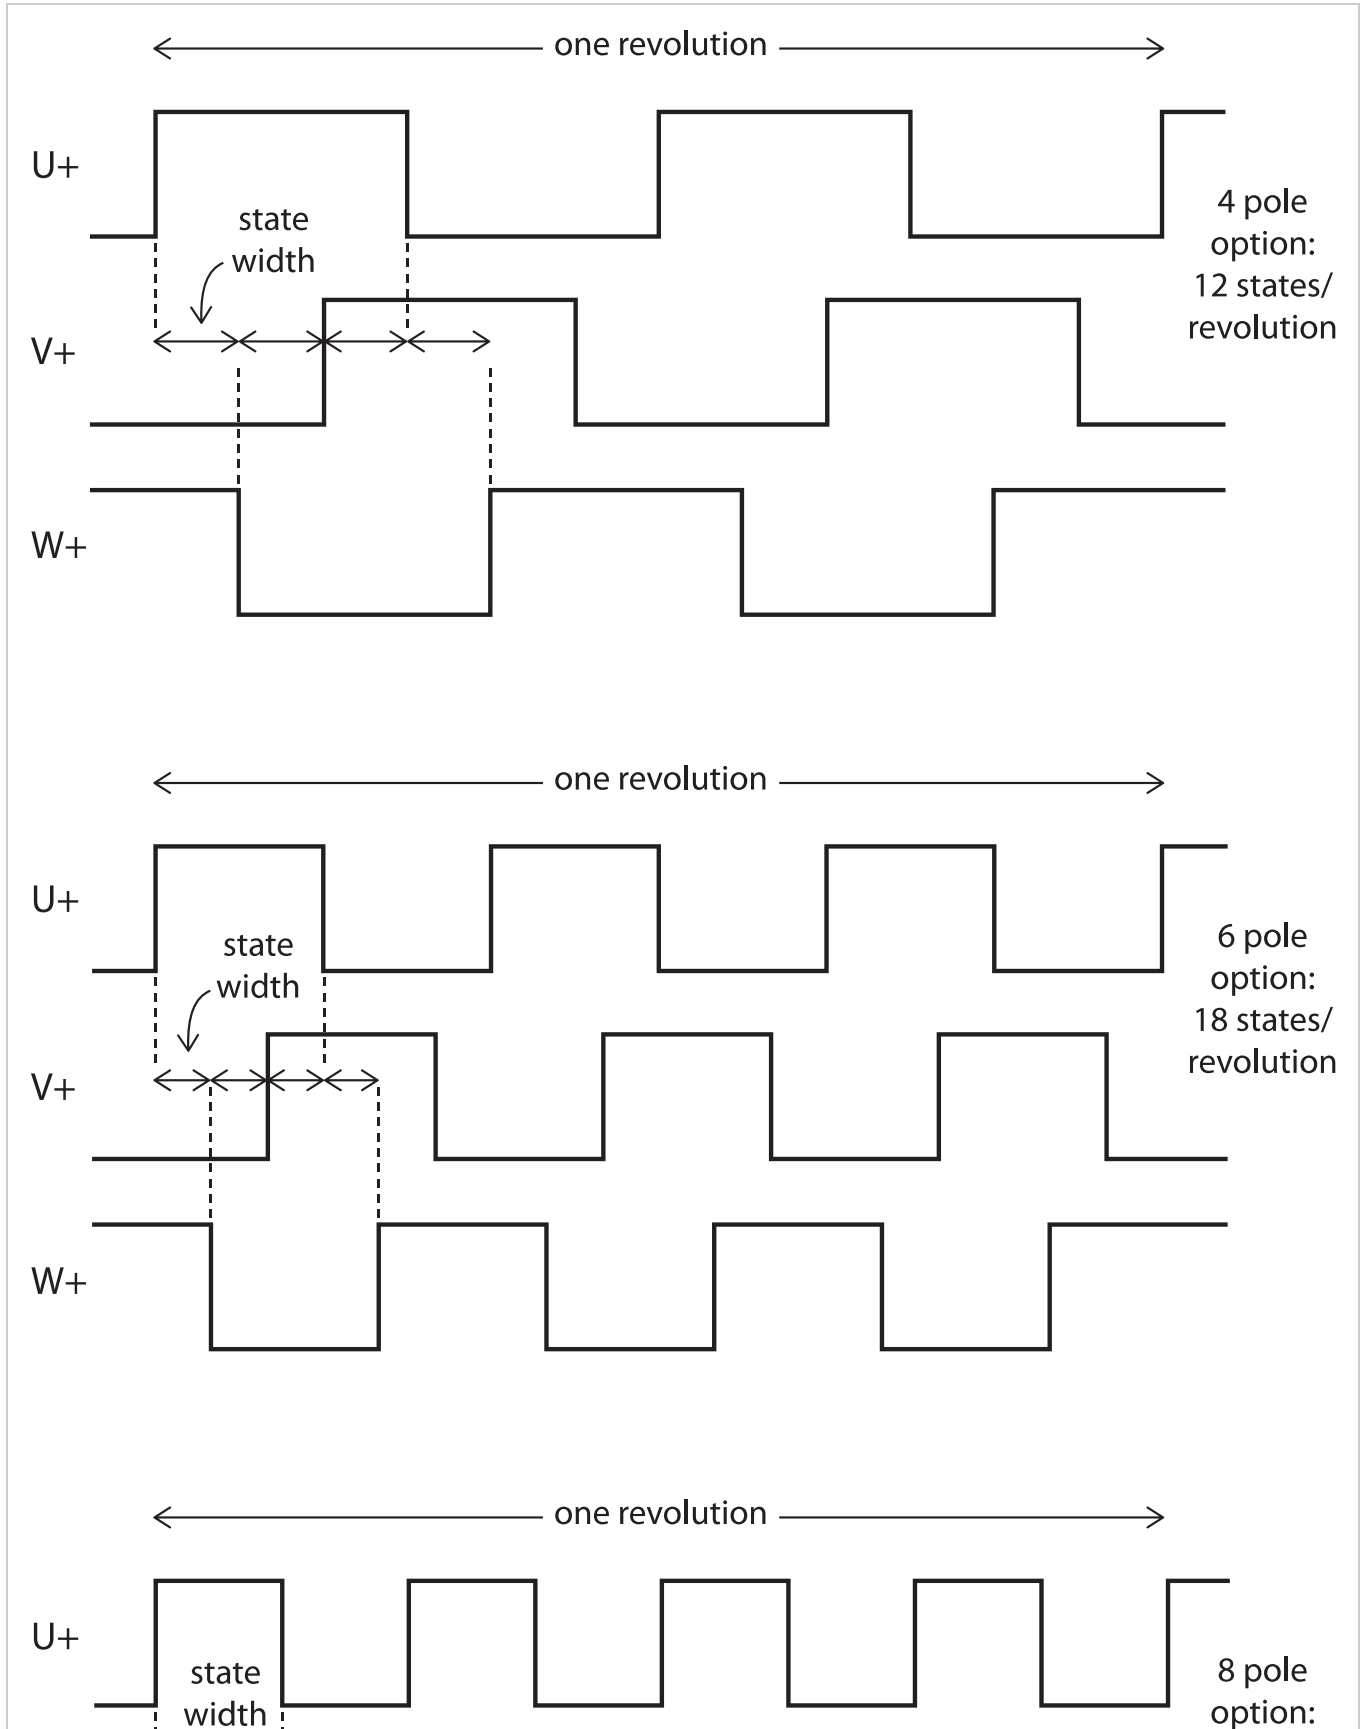 one revolution
U+
state
width
4 pole
option:
12 states/
revolution
V+
W+
one revolution
U+
state
width
6 pole
option:
18 states/
revolution
V+
W+
one revolution
U+
state
width
8 pole
option: